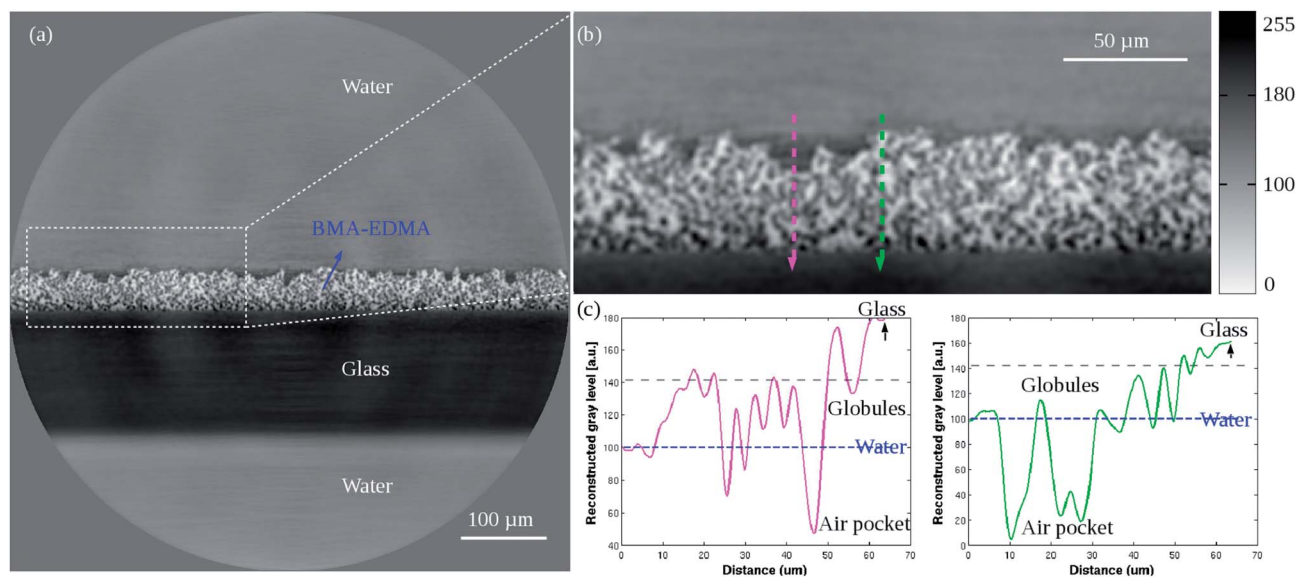 (a)
Water
BMA-EDMA
Glass
Water
100 µm
(b)
50 µm
255
180
100
0
(c)
Glass
Globules
Water
Air pocket
Reconstructed gray level [a.u.]
180
160
140
120
100
80
60
40
0 10 20 30 40 50 60 70
Distance (um)
Glass
Globules
Water
Air pocket
Reconstructed gray level [a.u.]
180
160
140
120
100
80
60
40
20
0
0 10 20 30 40 50 60 70
Distance (um)